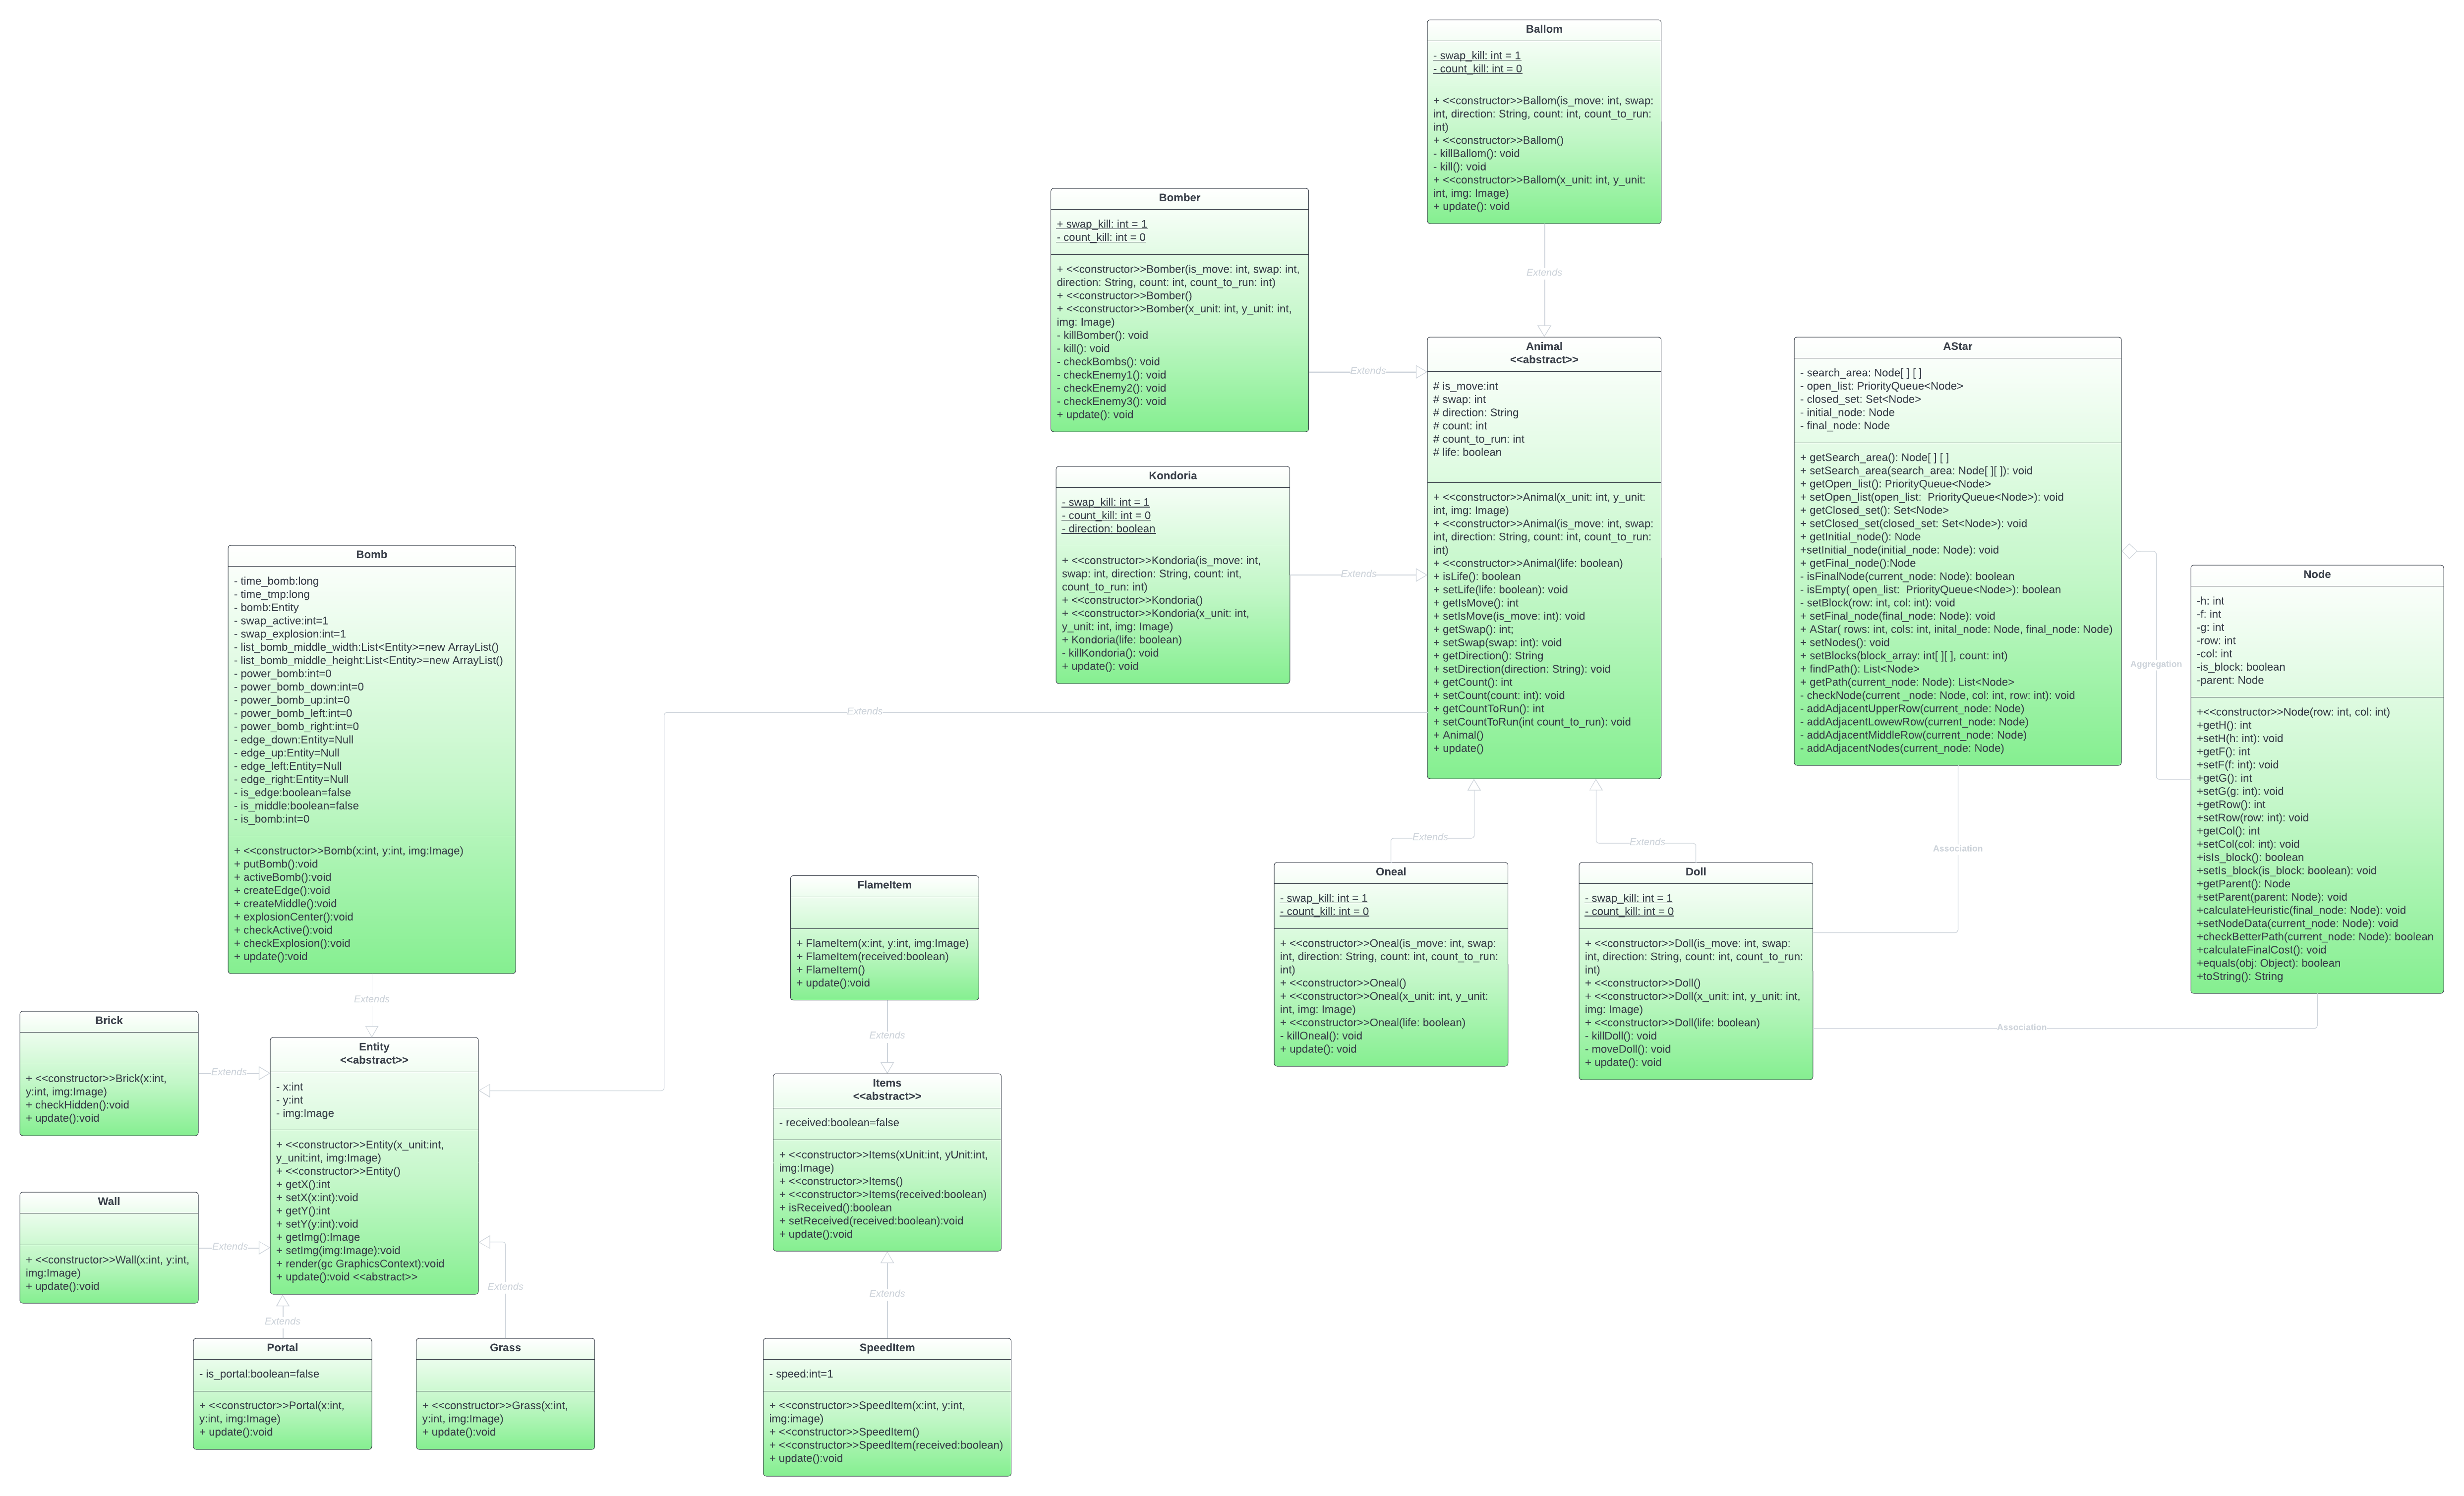 Ballom
- swap_kill: int = 1
- count_kill: int = 0
+ <<constructor>>Ballom(is_move: int, swap:
int, direction: String, count: int, count_to_run:
int)
+ <<constructor>>Ballom()
- killBallom(): void
- kill(): void
+ <<constructor>>Ballom(x_unit: int, y_unit:
int, img: Image)
+ update(): void
Extends
Bomber
+ swap_kill: int = 1
- count_kill: int = 0
+ <<constructor>>Bomber(is_move: int, swap: int,
direction: String, count: int, count_to_run: int)
+ <<constructor>>Bomber()
+ <<constructor>>Bomber(x_unit: int, y_unit: int,
img: Image)
- killBomber(): void
- kill(): void
- checkBombs(): void
- checkEnemy1(): void
- checkEnemy2(): void
- checkEnemy3(): void
+ update(): void
Extends
Kondoria
- swap_kill: int = 1
- count_kill: int = 0
- direction: boolean
+ <<constructor>>Kondoria(is_move: int,
swap: int, direction: String, count: int,
count_to_run: int)
+ <<constructor>>Kondoria()
+ <<constructor>>Kondoria(x_unit: int,
y_unit: int, img: Image)
+ Kondoria(life: boolean)
- killKondoria(): void
+ update(): void
Extends
Animal
<<abstract>>
# is_move:int
# swap: int
# direction: String
# count: int
# count_to_run: int
# life: boolean
+ <<constructor>>Animal(x_unit: int, y_unit:
int, img: Image)
+ <<constructor>>Animal(is_move: int, swap:
int, direction: String, count: int, count_to_run:
int)
+ <<constructor>>Animal(life: boolean)
+ isLife(): boolean
+ setLife(life: boolean): void
+ getIsMove(): int
+ setIsMove(is_move: int): void
+ getSwap(): int;
+ setSwap(swap: int): void
+ getDirection(): String
+ setDirection(direction: String): void
+ getCount(): int
+ setCount(count: int): void
+ getCountToRun(): int
+ setCountToRun(int count_to_run): void
+ Animal()
+ update()
Extends
AStar
- search_area: Node[ ] [ ]
- open_list: PriorityQueue<Node>
- closed_set: Set<Node>
- initial_node: Node
- final_node: Node
+ getSearch_area(): Node[ ] [ ]
+ setSearch_area(search_area: Node[ ][ ]): void
+ getOpen_list(): PriorityQueue<Node>
+ setOpen_list(open_list:  PriorityQueue<Node>): void
+ getClosed_set(): Set<Node>
+ setClosed_set(closed_set: Set<Node>): void
+ getInitial_node(): Node
+setInitial_node(initial_node: Node): void
+ getFinal_node():Node
- isFinalNode(current_node: Node): boolean
- isEmpty( open_list:  PriorityQueue<Node>): boolean
- setBlock(row: int, col: int): void
+ setFinal_node(final_node: Node): void
+ AStar( rows: int, cols: int, inital_node: Node, final_node: Node)
+ setNodes(): void
+ setBlocks(block_array: int[ ][ ], count: int)
+ findPath(): List<Node>
+ getPath(current_node: Node): List<Node>
- checkNode(current _node: Node, col: int, row: int): void
- addAdjacentUpperRow(current_node: Node)
- addAdjacentLowewRow(current_node: Node)
- addAdjacentMiddleRow(current_node: Node)
- addAdjacentNodes(current_node: Node)
Aggregation
Node
-h: int
-f: int
-g: int
-row: int
-col: int
-is_block: boolean
-parent: Node
+<<constructor>>Node(row: int, col: int)
+getH(): int
+setH(h: int): void
+getF(): int
+setF(f: int): void
+getG(): int
+setG(g: int): void
+getRow(): int
+setRow(row: int): void
+getCol(): int
+setCol(col: int): void
+isIs_block(): boolean
+setIs_block(is_block: boolean): void
+getParent(): Node
+setParent(parent: Node): void
+calculateHeuristic(final_node: Node): void
+setNodeData(current_node: Node): void
+checkBetterPath(current_node: Node): boolean
+calculateFinalCost(): void
+equals(obj: Object): boolean
+toString(): String
Association
Association
Bomb
- time_bomb:long
- time_tmp:long
- bomb:Entity
- swap_active:int=1
- swap_explosion:int=1
- list_bomb_middle_width:List<Entity>=new ArrayList()
- list_bomb_middle_height:List<Entity>=new ArrayList()
- power_bomb:int=0
- power_bomb_down:int=0
- power_bomb_up:int=0
- power_bomb_left:int=0
- power_bomb_right:int=0
- edge_down:Entity=Null
- edge_up:Entity=Null
- edge_left:Entity=Null
- edge_right:Entity=Null
- is_edge:boolean=false
- is_middle:boolean=false
- is_bomb:int=0
+ <<constructor>>Bomb(x:int, y:int, img:Image)
+ putBomb():void
+ activeBomb():void
+ createEdge():void
+ createMiddle():void
+ explosionCenter():void
+ checkActive():void
+ checkExplosion():void
+ update():void
Extends
Extends
Extends
Oneal
- swap_kill: int = 1
- count_kill: int = 0
+ <<constructor>>Oneal(is_move: int, swap:
int, direction: String, count: int, count_to_run:
int)
+ <<constructor>>Oneal()
+ <<constructor>>Oneal(x_unit: int, y_unit:
int, img: Image)
+ <<constructor>>Oneal(life: boolean)
- killOneal(): void
+ update(): void
Doll
- swap_kill: int = 1
- count_kill: int = 0
+ <<constructor>>Doll(is_move: int, swap:
int, direction: String, count: int, count_to_run:
int)
+ <<constructor>>Doll()
+ <<constructor>>Doll(x_unit: int, y_unit: int,
img: Image)
+ <<constructor>>Doll(life: boolean)
- killDoll(): void
- moveDoll(): void
+ update(): void
FlameItem
+ FlameItem(x:int, y:int, img:Image)
+ FlameItem(received:boolean)
+ FlameItem()
+ update():void
Extends
Items
<<abstract>>
- received:boolean=false
+ <<constructor>>Items(xUnit:int, yUnit:int,
img:Image)
+ <<constructor>>Items()
+ <<constructor>>Items(received:boolean)
+ isReceived():boolean
+ setReceived(received:boolean):void
+ update():void
Extends
SpeedItem
- speed:int=1
+ <<constructor>>SpeedItem(x:int, y:int,
img:image)
+ <<constructor>>SpeedItem()
+ <<constructor>>SpeedItem(received:boolean)
+ update():void
Brick
+ <<constructor>>Brick(x:int,
y:int, img:Image)
+ checkHidden():void
+ update():void
Extends
Entity
<<abstract>>
- x:int
- y:int
- img:Image
+ <<constructor>>Entity(x_unit:int,
y_unit:int, img:Image)
+ <<constructor>>Entity()
+ getX():int
+ setX(x:int):void
+ getY():int
+ setY(y:int):void
+ getImg():Image
+ setImg(img:Image):void
+ render(gc GraphicsContext):void
+ update():void <<abstract>>
Wall
+ <<constructor>>Wall(x:int, y:int,
img:Image)
+ update():void
Extends
Extends
Extends
Portal
- is_portal:boolean=false
+ <<constructor>>Portal(x:int,
y:int, img:Image)
+ update():void
Grass
+ <<constructor>>Grass(x:int,
y:int, img:Image)
+ update():void